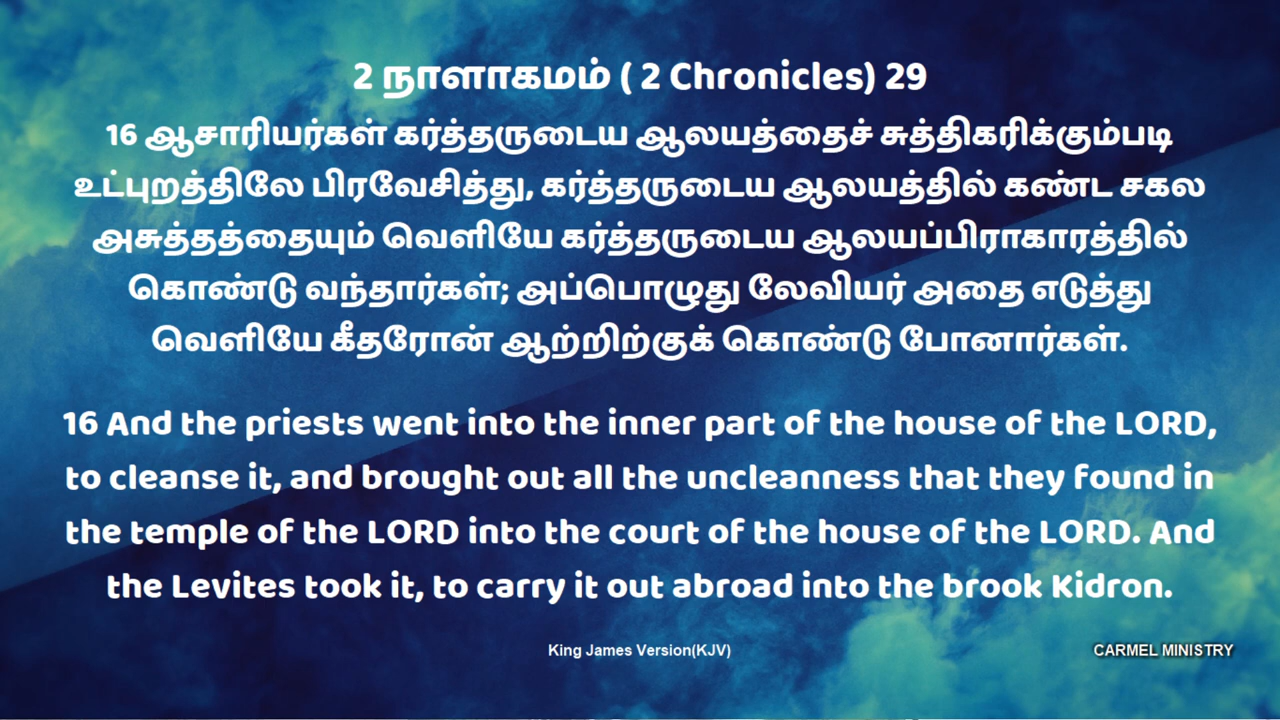 2 நாளாகமம் ( 2 Chronicles) 29
16 ஆசாரியர்கள் கர்த்தருடைய ஆலயத்தைச் சுத்திகரிக்கும்படி
உட்புறத்திலே பிரவேசித்து, கர்த்தருடைய ஆலயத்தில் கண்ட சகல
அசுத்தத்தையும் வெளியே கர்த்தருடைய ஆலயப்பிராகாரத்தில்
கொண்டு வந்தார்கள்; அப்பொழுது லேவியர் அதை எடுத்து
வெளியே கீதரோன் ஆற்றிற்குக் கொண்டு போனார்கள்.
16 And the priests went into the inner part of the house of the LORD,
to cleanse it, and brought out all the uncleanness that they found in
the temple of the LORD into the court of the house of the LORD. And
the Levites took it, to carry it out abroad into the brook Kidron.
King James Version(KJV)
CARMEL MINISTRY